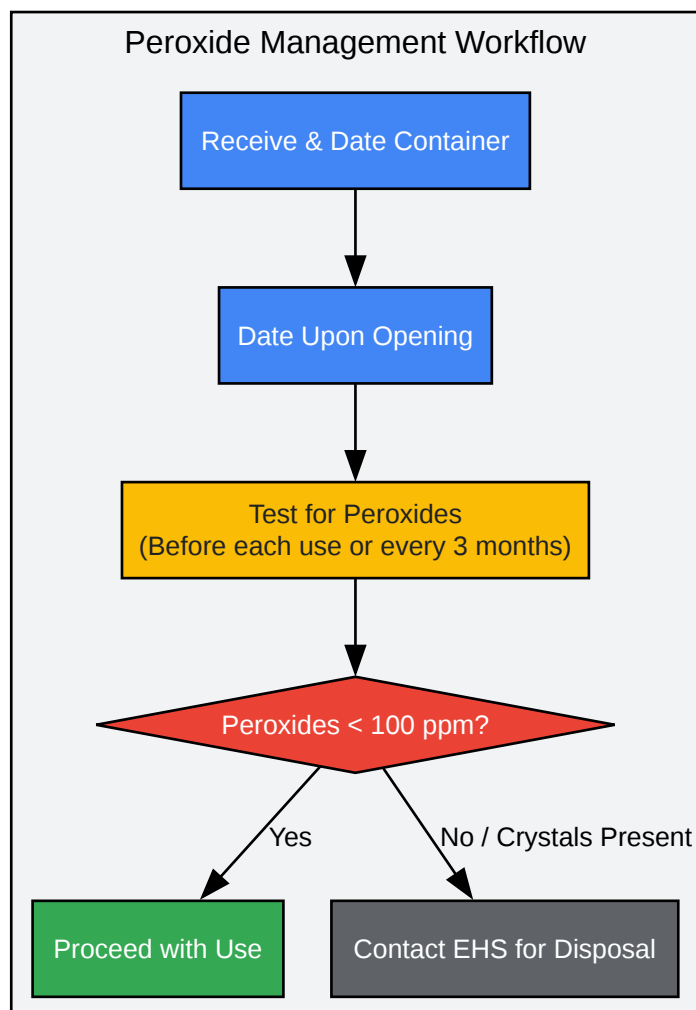 Peroxide Management Workflow
Receive & Date Container
Date Upon Opening
Test for Peroxides
(Before each use or every 3 months)
Peroxides < 100 ppm?
Yes
No / Crystals Present
Proceed with Use
Contact EHS for Disposal